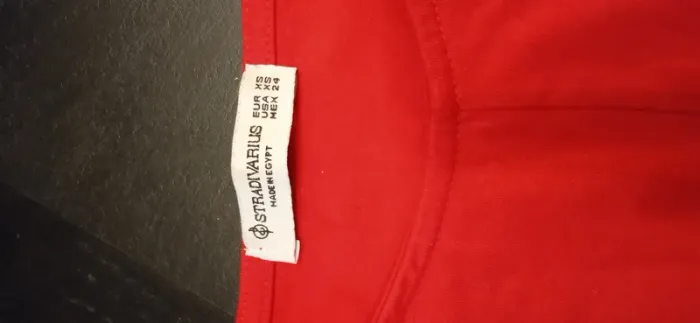 STRADIVARIUS
MADE IN EGYPT
EUR XS
USA XS
MEX 24